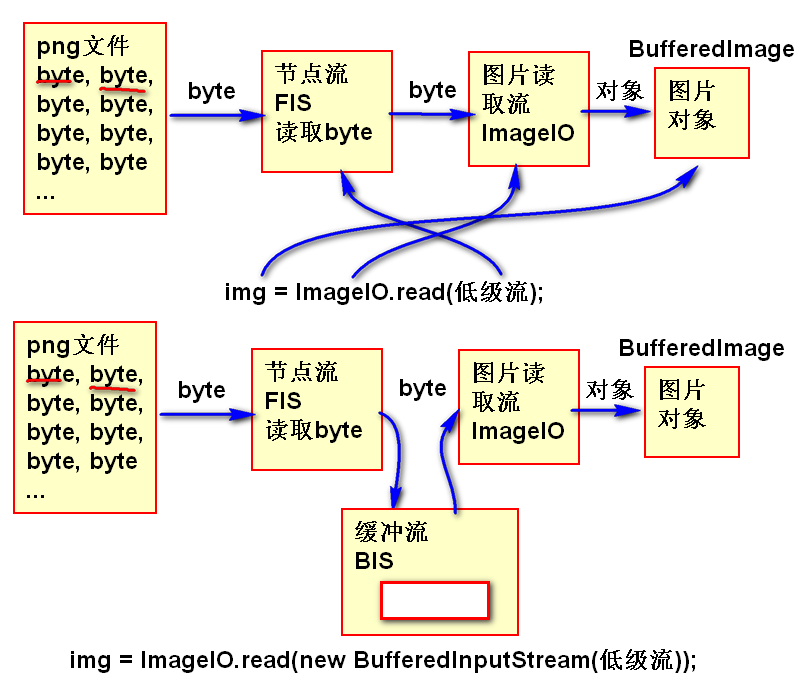 png文件
byte, byte,
byte, byte,
byte, byte,
byte, byte
...
byte
节点流
FIS
读取byte
byte
图片读
取流
ImageIO
对象
BufferedImage
图片
对象
img = ImageIO.read(低级流);
png文件
byte, byte,
byte, byte,
byte, byte,
byte, byte
...
byte
节点流
FIS
读取byte
byte
图片读
取流
ImageIO
对象
BufferedImage
图片
对象
缓冲流
BIS
img = ImageIO.read(new BufferedInputStream(低级流));